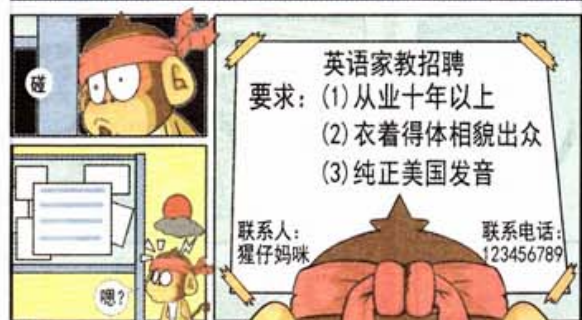 碰
嗯?
英语家教招聘
要求：(1)从业十年以上
(2)衣着得体相貌出众
(3)纯正美国发音
联系人：
猩仔妈咪
联系电话：
123456789